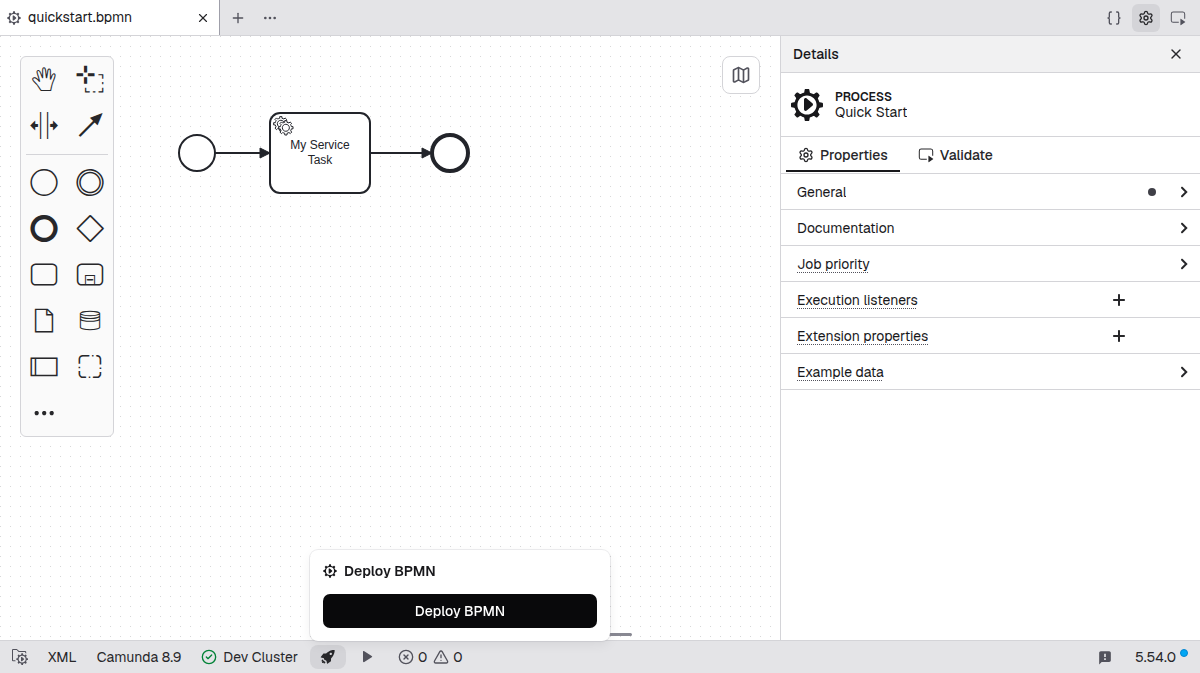 quickstart.bpmn
Details
PROCESS
Quick Start
My Service
Task
Properties
Validate
General
Documentation
Job priority
Execution listeners
Extension properties
Example data
Deploy BPMN
Deploy BPMN
XML
Camunda 8.9
Dev Cluster
0
0
5.54.0